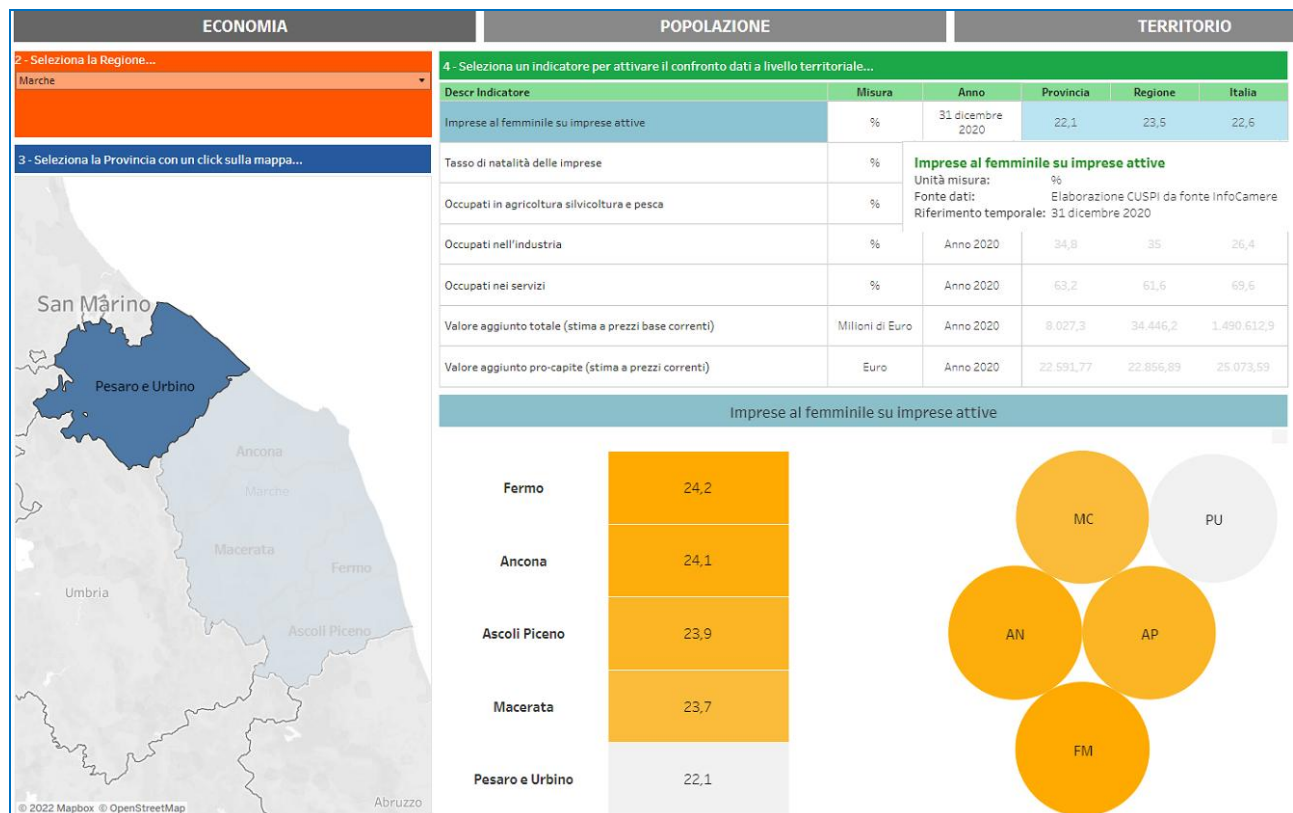 ECONOMIA
POPOLAZIONE
TERRITORIO
2 - Seleziona la Regione...
Marche
3 - Seleziona la Provincia con un click sulla mappa...
San Marino
Pesaro e Urbino
Ancona
Marche
Macerata
Fermo
Umbria
Ascoli Piceno
Abruzzo
© 2022 Mapbox © OpenStreetMap
4 - Seleziona un indicatore per attivare il confronto dati a livello territoriale...
Descr Indicatore Misura Anno Provincia Regione Italia
Imprese al femminile su imprese attive % 31 dicembre 2020 22,1 23,5 22,6
Tasso di natalità delle imprese %
Occupati in agricoltura silvicoltura e pesca %
Imprese al femminile su imprese attive
Unità misura: %
Fonte dati: Elaborazione CUSPI da fonte InfoCamere
Riferimento temporale: 31 dicembre 2020
Occupati nell'industria % Anno 2020 34,8 35 26,4
Occupati nei servizi % Anno 2020 63,2 61,6 69,6
Valore aggiunto totale (stima a prezzi base correnti) Milioni di Euro Anno 2020 8.027,3 34.446,2 1.490.612,9
Valore aggiunto pro-capite (stima a prezzi correnti) Euro Anno 2020 22.591,77 22.856,89 25.073,59
Imprese al femminile su imprese attive
Fermo 24,2
Ancona 24,1
Ascoli Piceno 23,9
Macerata 23,7
Pesaro e Urbino 22,1
MC
PU
AN
AP
FM